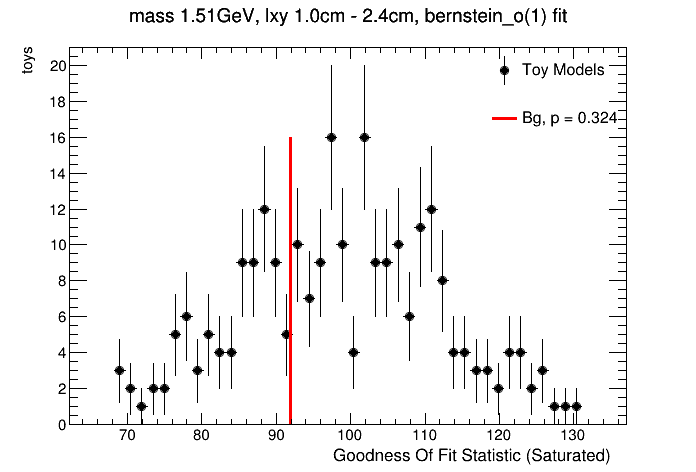 mass 1.51GeV, lxy 1.0cm - 2.4cm, bernstein_o(1) fit
toys
Toy Models
Bg, p = 0.324
20
18
16
14
12
10
8
6
4
2
0
70 80 90 100 110 120 130
Goodness Of Fit Statistic (Saturated)